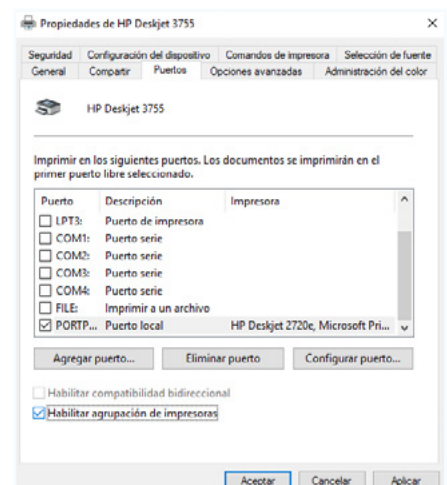 Propiedades de HP Deskjet 3755
Seguridad Configuración del dispositivo Comandos de impresora Selección de fuente
General Compartir Puertos Opciones avanzadas Administración del color
HP Deskjet 3755
Imprimir en los siguientes puertos. Los documentos se imprimirán en el
primer puerto libre seleccionado.
Puerto Descripción Impresora
LPT3: Puerto de impresora
COM1: Puerto serie
COM2: Puerto serie
COM3: Puerto serie
COM4: Puerto serie
FILE: Imprimir a un archivo
PORTP... Puerto local HP Deskjet 2720e, Microsoft Pri...
Agregar puerto... Eliminar puerto Configurar puerto...
Habilitar compatibilidad bidireccional
Habilitar agrupación de impresoras
Aceptar Cancelar Aplicar